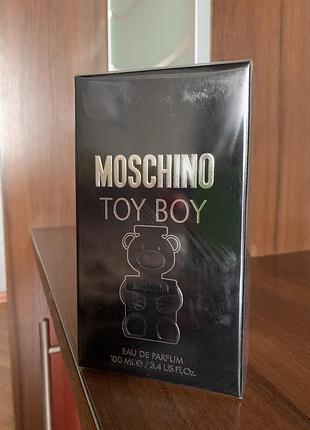 MOSCHINO
TOY BOY
MOSCHINO
EAU DE PARFUM
100 ML ℮ / 3.4 US FL.Oz.